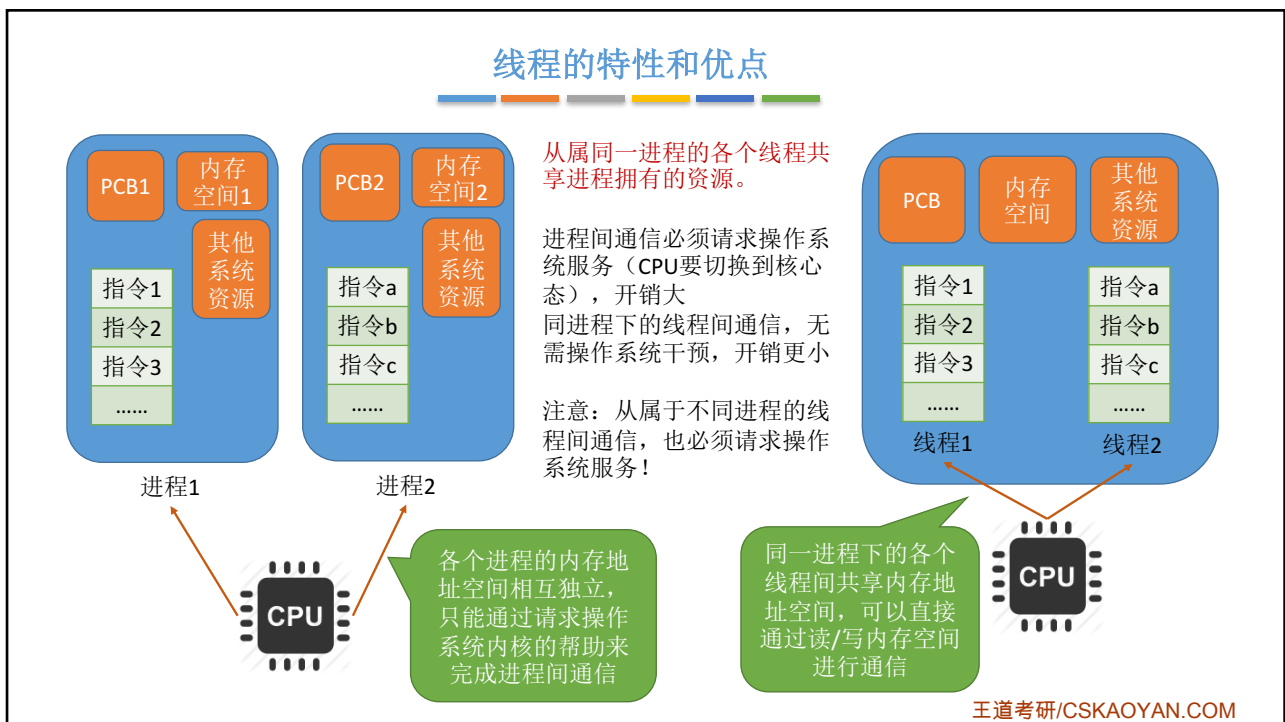 线程的特性和优点
PCB1
内存
空间1
其他
系统
资源
指令1
指令2
指令3
……
进程1
PCB2
内存
空间2
其他
系统
资源
指令a
指令b
指令c
……
进程2
CPU
各个进程的内存地
址空间相互独立，
只能通过请求操作
系统内核的帮助来
完成进程间通信
从属同一进程的各个线程共
享进程拥有的资源。
进程间通信必须请求操作系
统服务（CPU要切换到核心
态），开销大
同进程下的线程间通信，无
需操作系统干预，开销更小
注意：从属于不同进程的线
程间通信，也必须请求操作
系统服务！
PCB
内存
空间
其他
系统
资源
指令1
指令2
指令3
……
线程1
指令a
指令b
指令c
……
线程2
同一进程下的各个
线程间共享内存地
址空间，可以直接
通过读/写内存空间
进行通信
CPU
王道考研/CSKAOYAN.COM